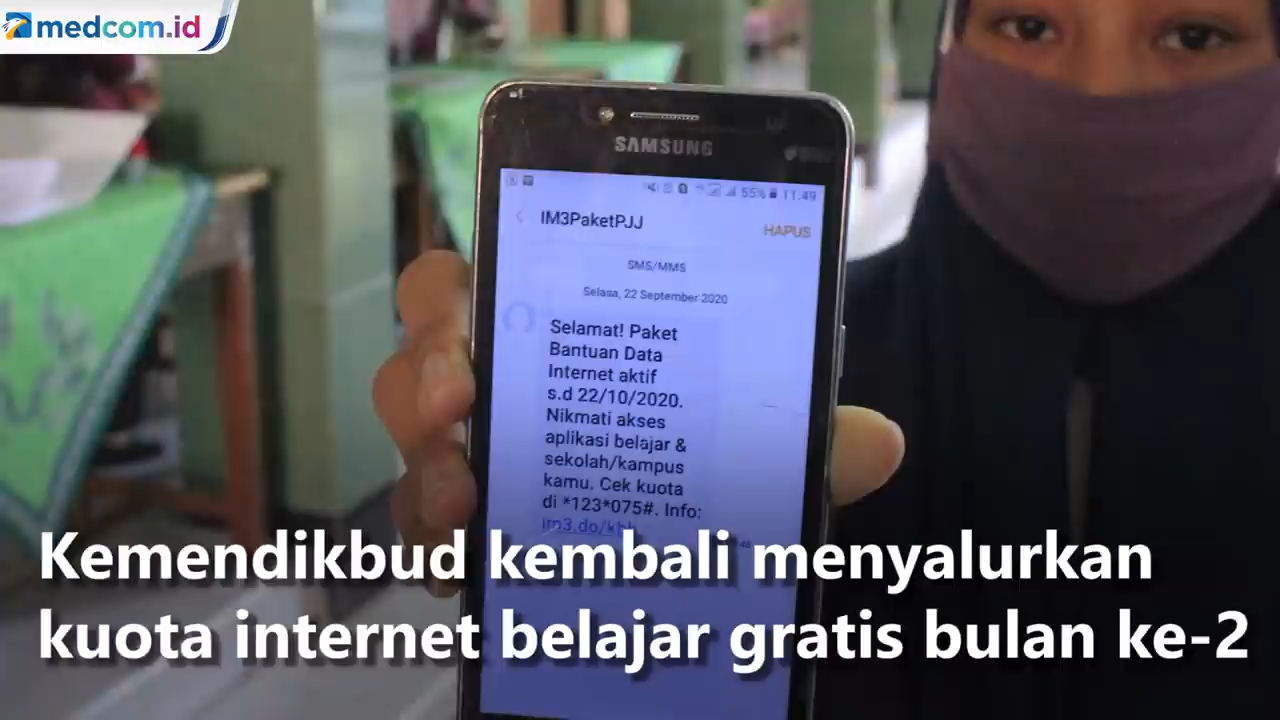 medcom.id
SAMSUNG
55% 11.49
IM3PaketPJJ
HAPUS
SMS/MMS
Selasa, 22 September 2020
Selamat! Paket
Bantuan Data
Internet aktif
s.d 22/10/2020.
Nikmati akses
aplikasi belajar &
sekolah/kampus
kamu. Cek kuota
di *123*075#. Info:
Kemendikbud kembali menyalurkan
kuota internet belajar gratis bulan ke-2